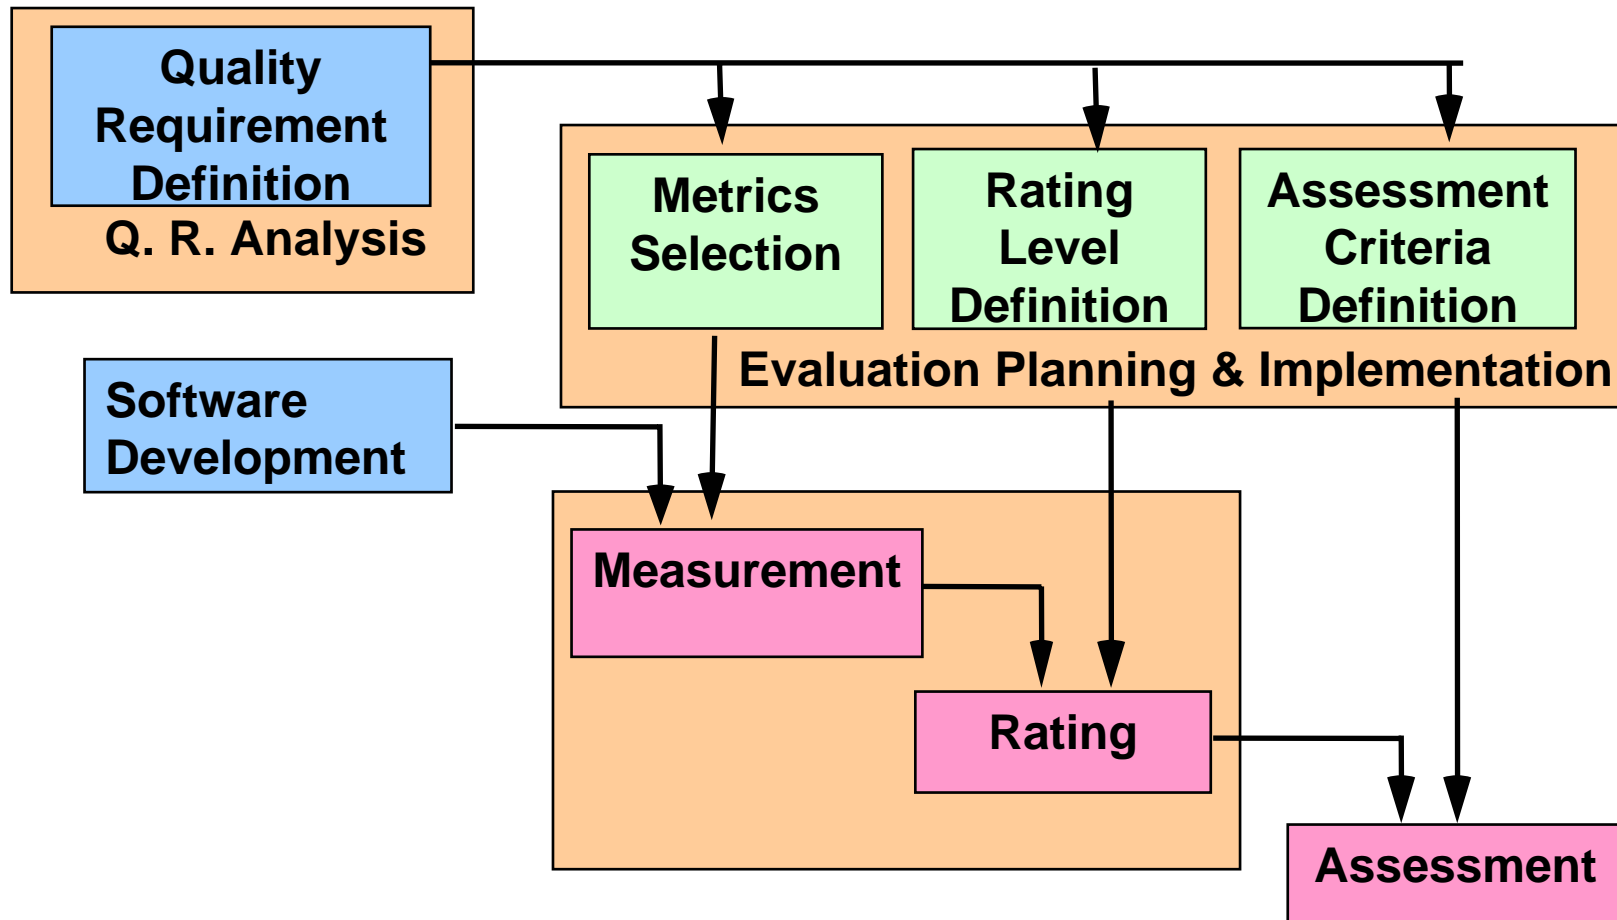 Quality
Requirement
Definition
Q. R. Analysis
Metrics
Selection
Rating
Level
Definition
Assessment
Criteria
Definition
Evaluation Planning & Implementation
Software
Development
Measurement
Rating
Assessment